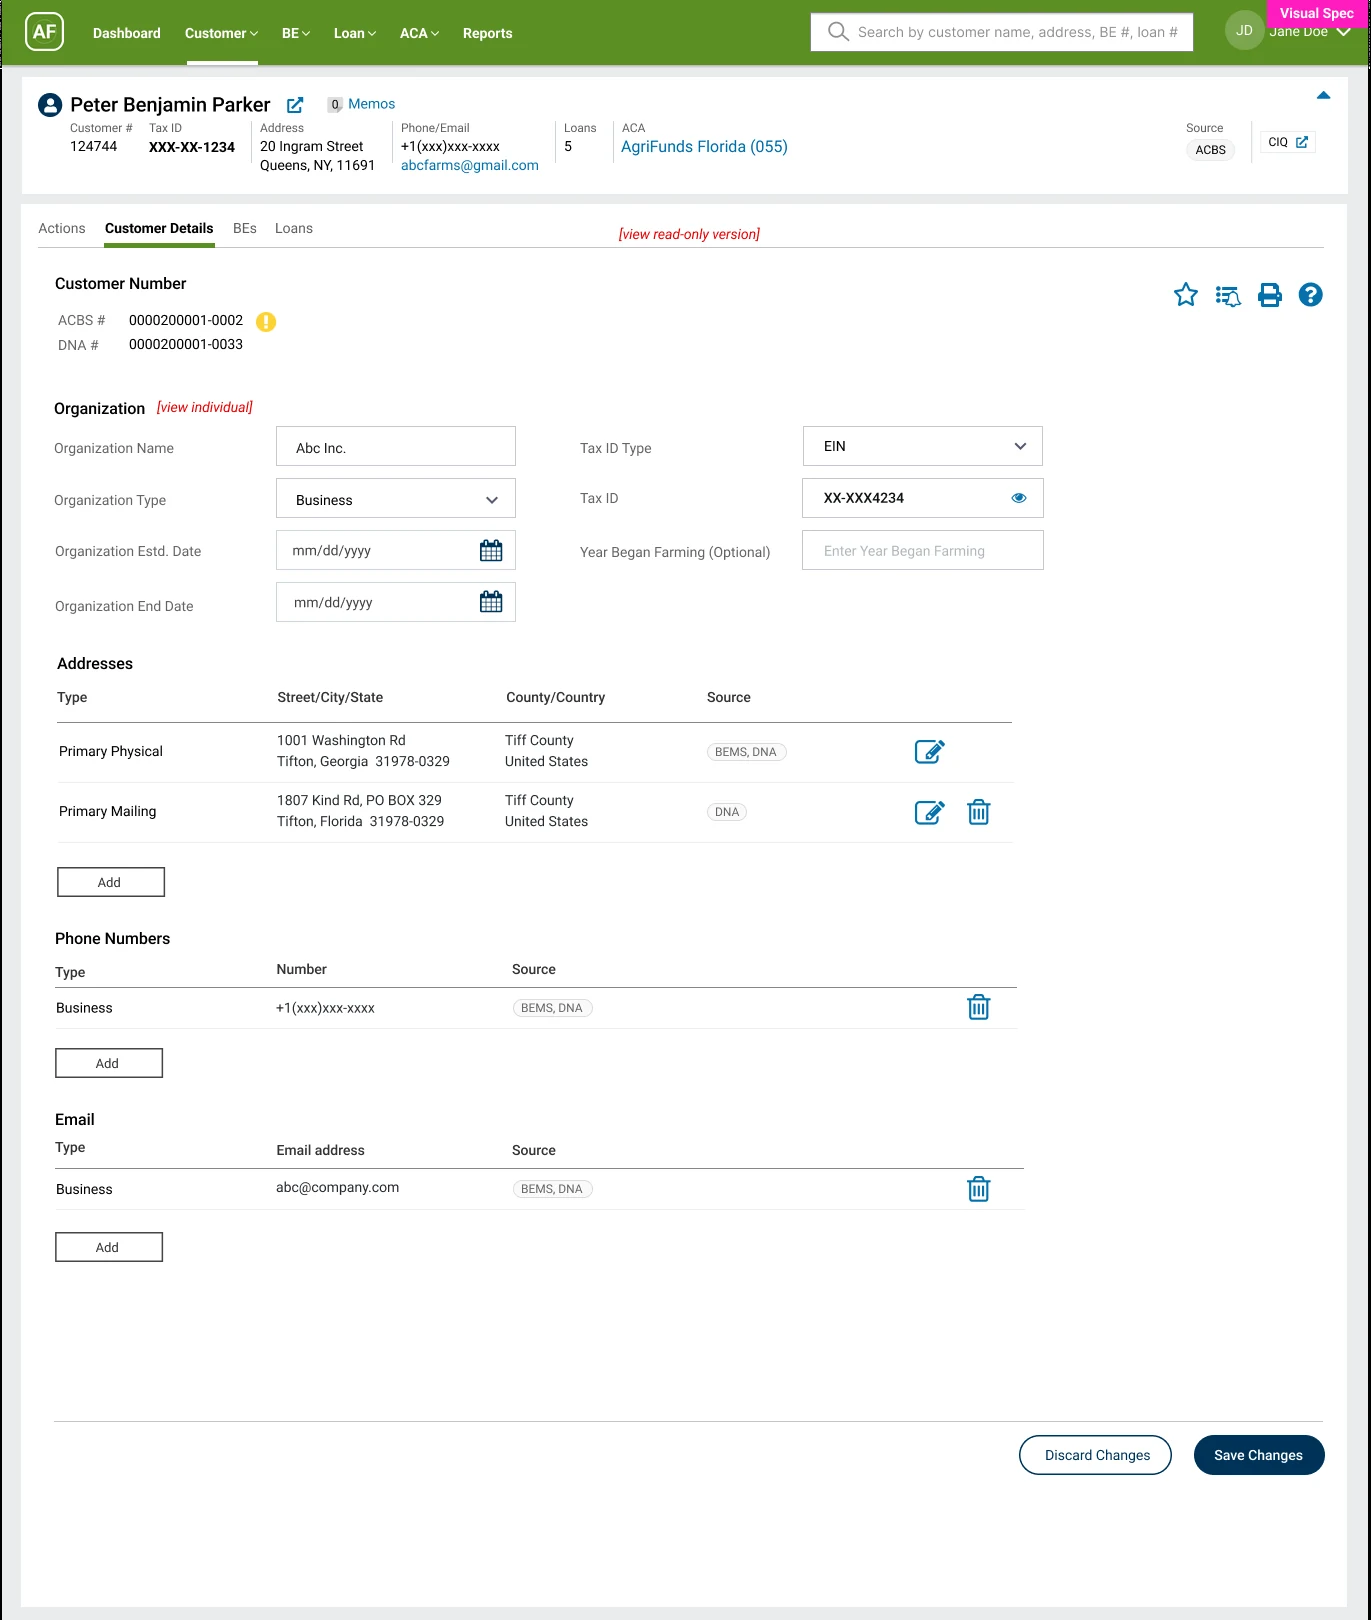 AF Dashboard Customer BE Loan ACA Reports
Search by customer name, address, BE #, loan #
JD Jane Doe
Visual Spec
Peter Benjamin Parker 0 Memos
Customer # Tax ID Address Phone/Email Loans ACA Source
124744 XXX-XX-1234 20 Ingram Street +1(xxx)xxx-xxxx 5 AgriFunds Florida (055) ACBS CIQ
Queens, NY, 11691 abcfarms@gmail.com
Actions Customer Details BEs Loans [view read-only version]
Customer Number
ACBS # 0000200001-0002
DNA # 0000200001-0033
Organization [view individual]
Organization Name Abc Inc. Tax ID Type EIN
Organization Type Business Tax ID XX-XXX4234
Organization Estd. Date mm/dd/yyyy Year Began Farming (Optional) Enter Year Began Farming
Organization End Date mm/dd/yyyy
Addresses
Type Street/City/State County/Country Source
Primary Physical 1001 Washington Rd Tiff County BEMS, DNA
Tifton, Georgia 31978-0329 United States
Primary Mailing 1807 Kind Rd, PO BOX 329 Tiff County DNA
Tifton, Florida 31978-0329 United States
Add
Phone Numbers
Type Number Source
Business +1(xxx)xxx-xxxx BEMS, DNA
Add
Email
Type Email address Source
Business abc@company.com BEMS, DNA
Add
Discard Changes Save Changes